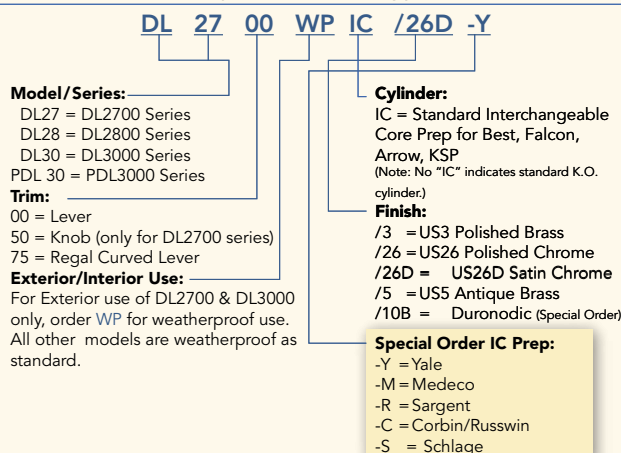 DL 27 00 WP IC /26D -Y
Model/Series:
DL27 = DL2700 Series
DL28 = DL2800 Series
DL30 = DL3000 Series
PDL 30 = PDL3000 Series
Trim:
00 = Lever
50 = Knob (only for DL2700 series)
75 = Regal Curved Lever
Exterior/Interior Use:
For Exterior use of DL2700 & DL3000
only, order WP for weatherproof use.
All other models are weatherproof as
standard.
Cylinder:
IC = Standard Interchangeable
Core Prep for Best, Falcon,
Arrow, KSP
(Note: No "IC" indicates standard K.O.
cylinder.)
Finish:
/3 =US3 Polished Brass
/26 =US26 Polished Chrome
/26D = US26D Satin Chrome
/5 =US5 Antique Brass
/10B = Duronodic (Special Order)
Special Order IC Prep:
-Y =Yale
-M =Medeco
-R =Sargent
-C =Corbin/Russwin
-S = Schlage